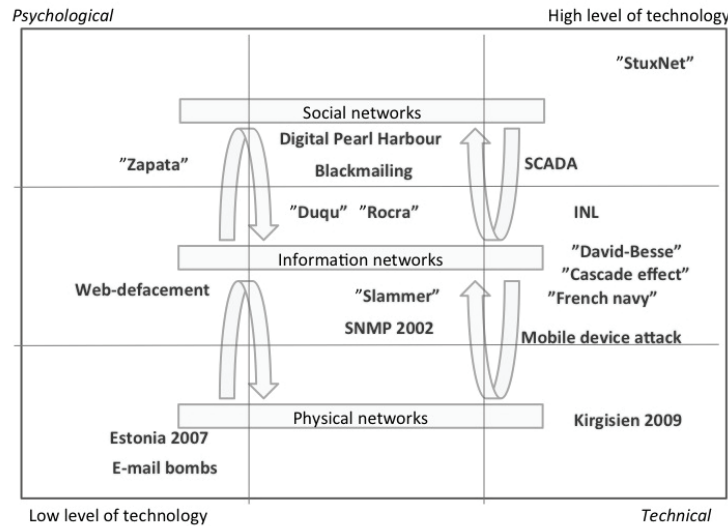 Psychological
High level of technology
”StuxNet”
Social networks
Digital Pearl Harbour
”Zapata”
Blackmailing
SCADA
”Duqu” ”Rocra”
INL
Information networks
”David-Besse”
”Cascade effect”
Web-defacement
”Slammer”
”French navy”
SNMP 2002
Mobile device attack
Physical networks
Kirgisien 2009
Estonia 2007
E-mail bombs
Low level of technology
Technical